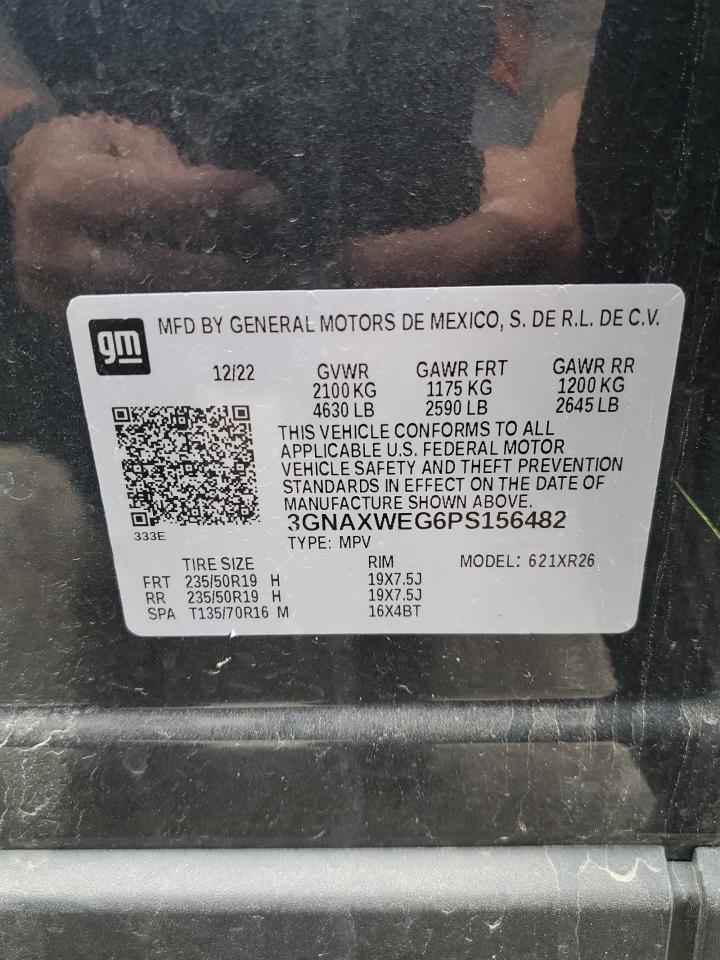 gm
MFD BY GENERAL MOTORS DE MEXICO, S. DE R.L. DE C.V.
12/22 GVWR GAWR FRT GAWR RR
2100 KG 1175 KG 1200 KG
4630 LB 2590 LB 2645 LB
THIS VEHICLE CONFORMS TO ALL
APPLICABLE U.S. FEDERAL MOTOR
VEHICLE SAFETY AND THEFT PREVENTION
STANDARDS IN EFFECT ON THE DATE OF
MANUFACTURE SHOWN ABOVE.
3GNAXWEG6PS156482
333E
TYPE: MPV
TIRE SIZE RIM MODEL: 621XR26
FRT 235/50R19 H 19X7.5J
RR 235/50R19 H 19X7.5J
SPA T135/70R16 M 16X4BT